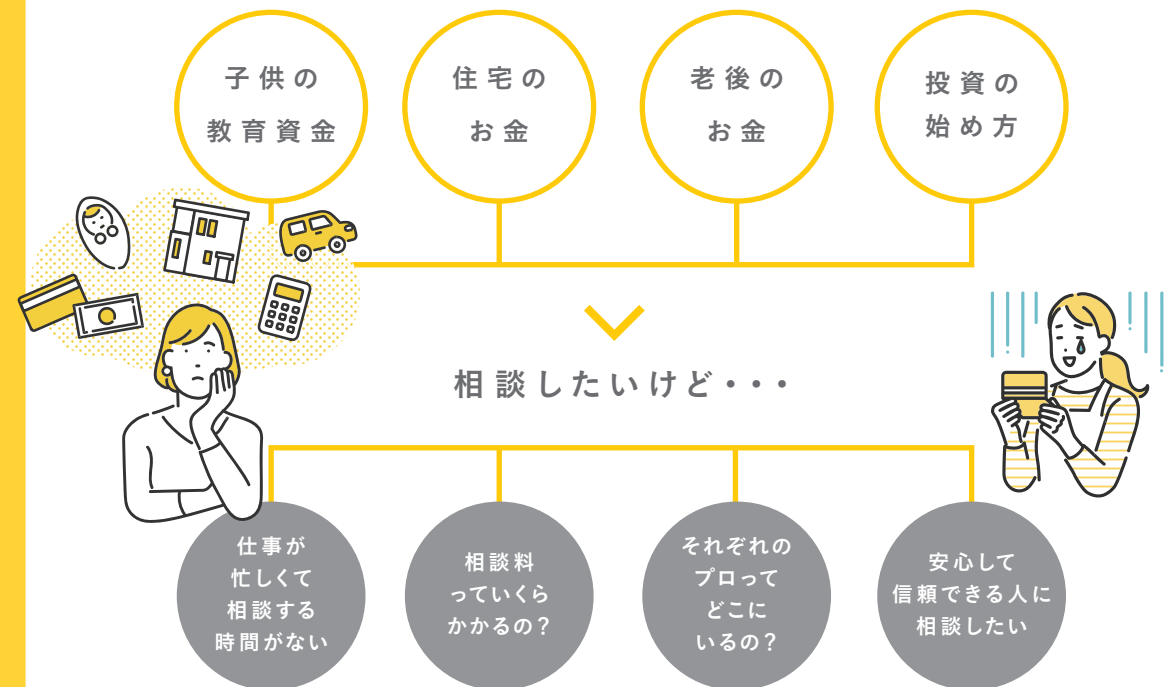 子供の
教育資金
住宅の
お金
老後の
お金
投資の
始め方
相談したいけど・・・
仕事が
忙しくて
相談する
時間がない
相談料
っていくら
かかるの？
それぞれの
プロって
どこに
いるの？
安心して
信頼できる人に
相談したい